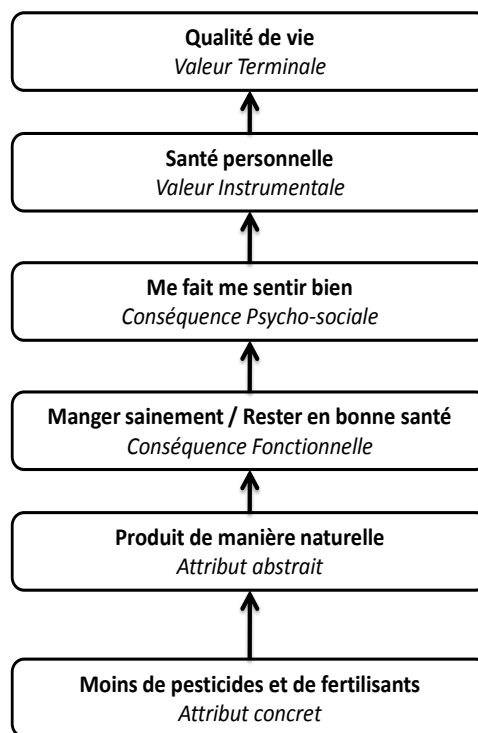 Qualité de vie
Valeur Terminale
Santé personnelle
Valeur Instrumentale
Me fait me sentir bien
Conséquence Psycho-sociale
Manger sainement / Rester en bonne santé
Conséquence Fonctionnelle
Produit de manière naturelle
Attribut abstrait
Moins de pesticides et de fertilisants
Attribut concret